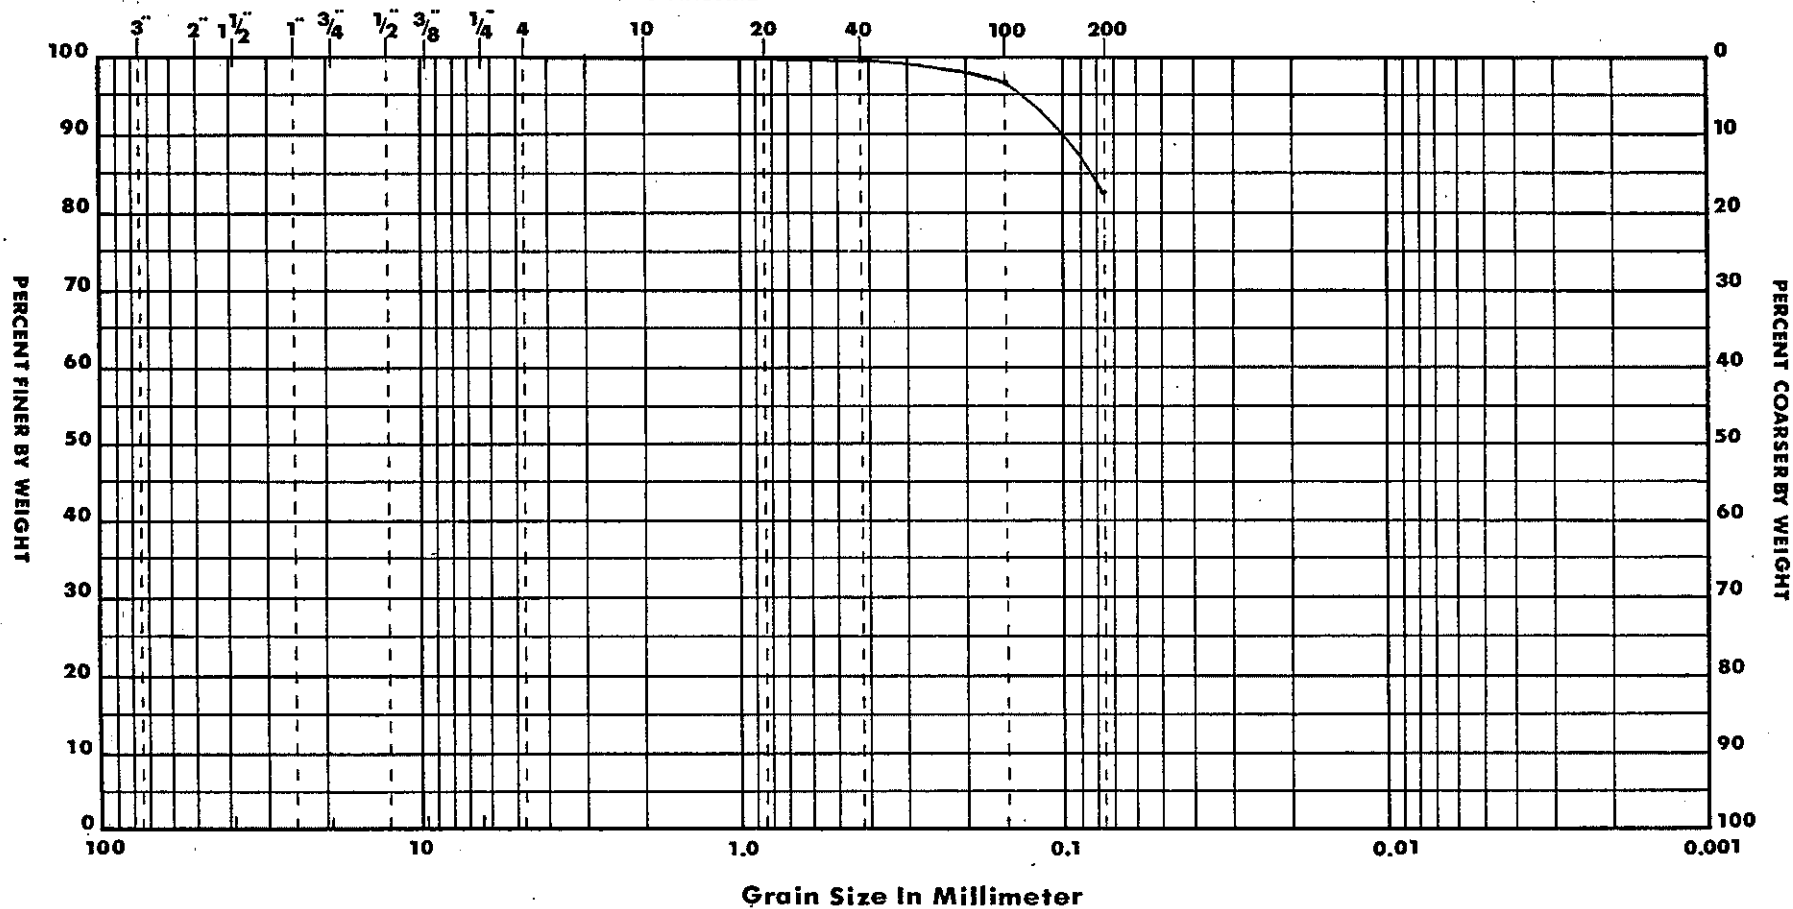 3" 2" 1 1/2" 1" 3/4" 1/2" 3/8" 1/4" 4 10 20 40 100 200
100 0
90 10
80 20
70 30
60 40
50 50
40 60
30 70
20 80
10 90
0 100
PERCENT FINER BY WEIGHT
PERCENT COARSER BY WEIGHT
100 10 1.0 0.1 0.01 0.001
Grain Size In Millimeter